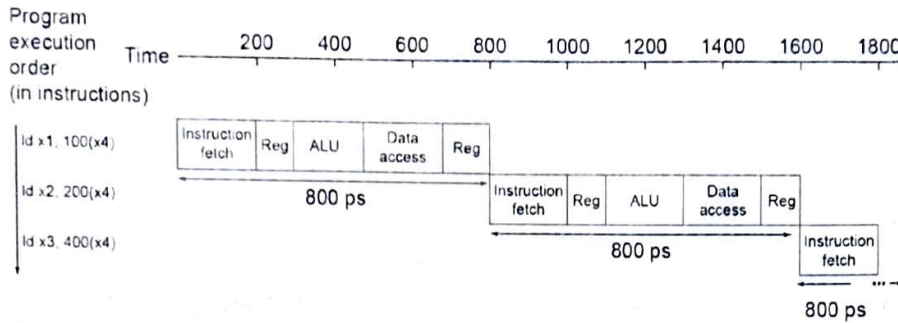 Program
execution
order
(in instructions)
Time
200 400 600 800 1000 1200 1400 1600 1800
ld x1, 100(x4)
Instruction
fetch
Reg
ALU
Data
access
Reg
800 ps
ld x2, 200(x4)
Instruction
fetch
Reg
ALU
Data
access
Reg
800 ps
ld x3, 400(x4)
Instruction
fetch
...
800 ps